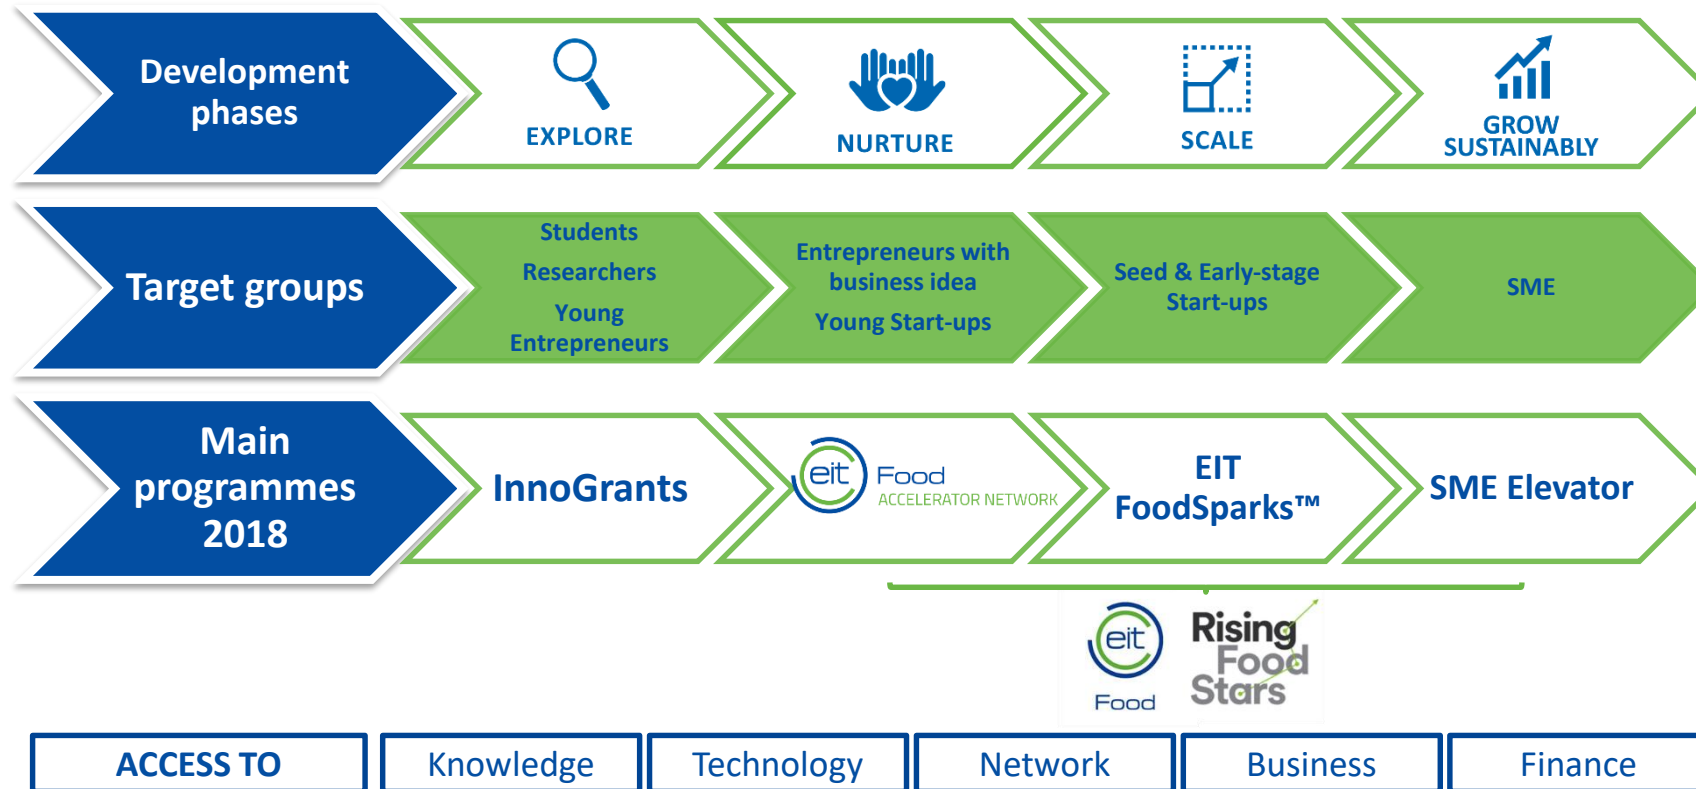 Development
phases
EXPLORE
NURTURE
SCALE
GROW
SUSTAINABLY
Target groups
Students
Researchers
Young
Entrepreneurs
Entrepreneurs with
business idea
Young Start-ups
Seed & Early-stage
Start-ups
SME
Main
programmes
2018
InnoGrants
eit Food
ACCELERATOR NETWORK
EIT
FoodSparks™
SME Elevator
eit
Food
Rising
Food
Stars
ACCESS TO
Knowledge
Technology
Network
Business
Finance